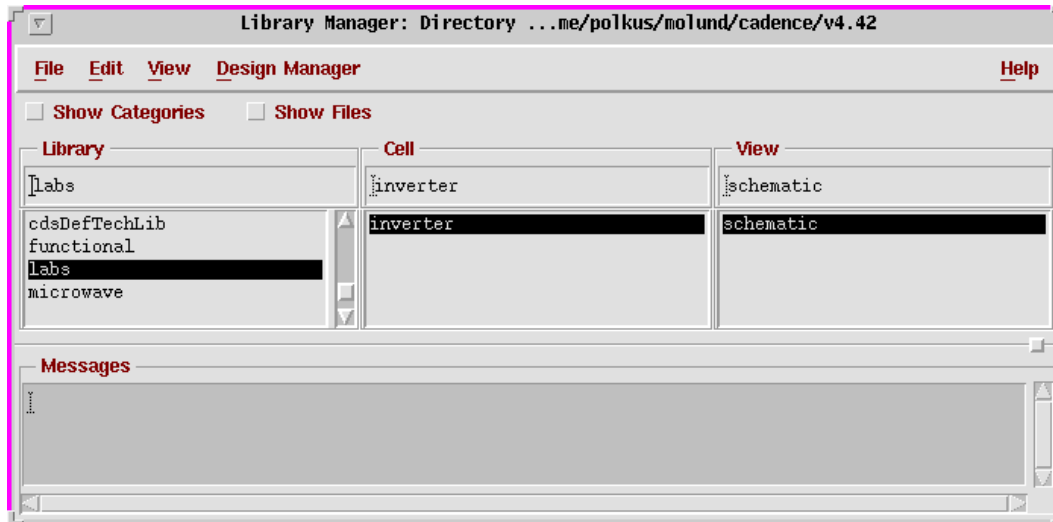 Library Manager: Directory ...me/polkus/molund/cadence/v4.42
File Edit View Design Manager Help
Show Categories Show Files
Library Cell View
labs inverter schematic
cdsDefTechLib inverter schematic
functional
labs
microwave
Messages